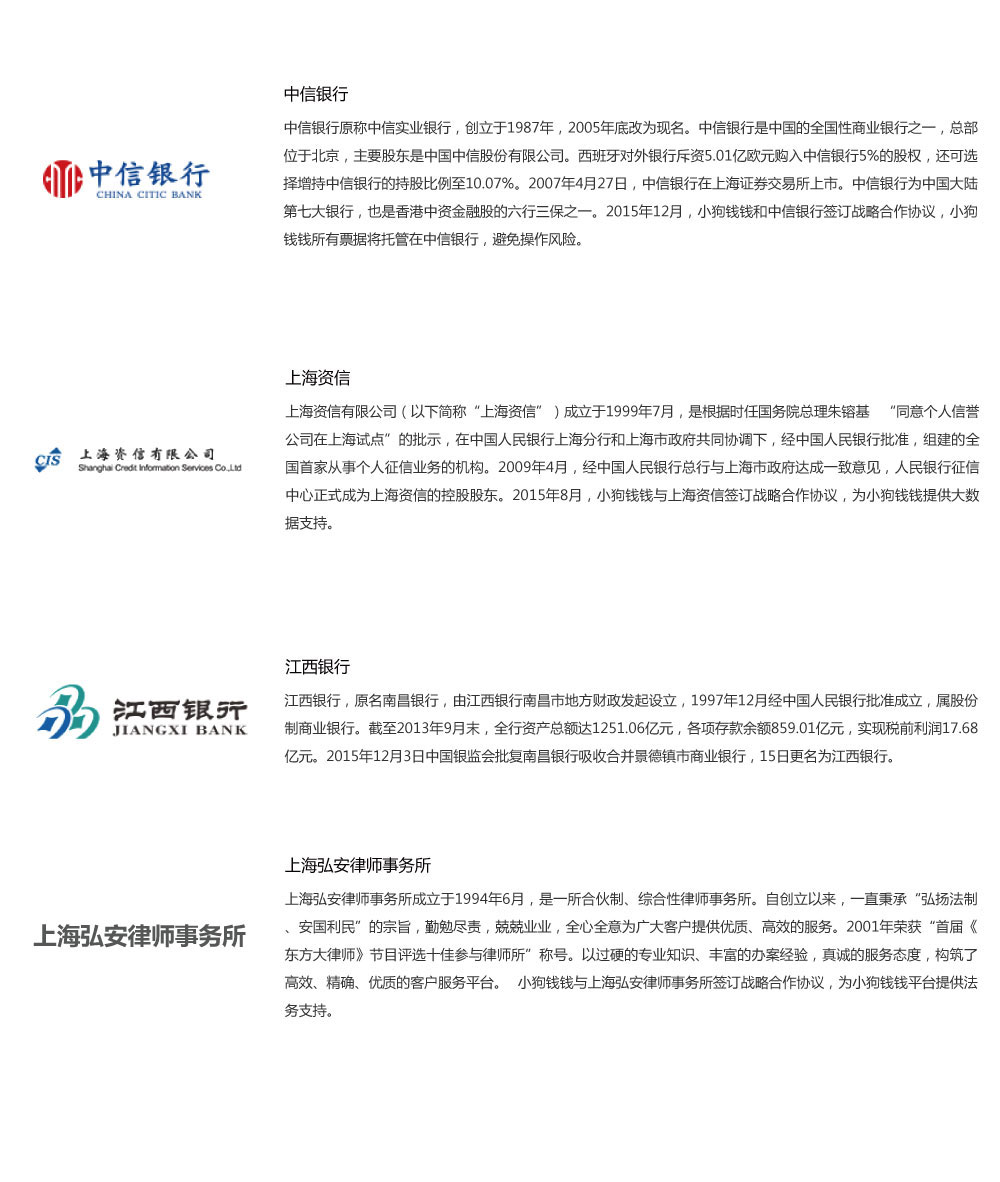 中信银行
中信银行原称中信实业银行，创立于1987年，2005年底改为现名。中信银行是中国的全国性商业银行之一，总部
位于北京，主要股东是中国中信股份有限公司。西班牙对外银行斥资5.01亿欧元购入中信银行5%的股权，还可选
择增持中信银行的持股比例至10.07%。2007年4月27日，中信银行在上海证券交易所上市。中信银行为中国大陆
第七大银行，也是香港中资金融股的六行三保之一。2015年12月，小狗钱钱和中信银行签订战略合作协议，小狗
钱钱所有票据将托管在中信银行，避免操作风险。
中信银行
CHINA CITIC BANK
上海资信
上海资信有限公司（以下简称“上海资信”）成立于1999年7月，是根据时任国务院总理朱镕基 “同意个人信誉
公司在上海试点”的批示，在中国人民银行上海分行和上海市政府共同协调下，经中国人民银行批准，组建的全
国首家从事个人征信业务的机构。2009年4月，经中国人民银行总行与上海市政府达成一致意见，人民银行征信
中心正式成为上海资信的控股股东。2015年8月，小狗钱钱与上海资信签订战略合作协议，为小狗钱钱提供大数
据支持。
CIS
上海资信有限公司
Shanghai Credit Information Services Co.,Ltd
江西银行
江西银行，原名南昌银行，由江西银行南昌市地方财政发起设立，1997年12月经中国人民银行批准成立，属股份
制商业银行。截至2013年9月末，全行资产总额达1251.06亿元，各项存款余额859.01亿元，实现税前利润17.68
亿元。2015年12月3日中国银监会批复南昌银行吸收合并景德镇市商业银行，15日更名为江西银行。
江西银行
JIANGXI BANK
上海弘安律师事务所
上海弘安律师事务所成立于1994年6月，是一所合伙制、综合性律师事务所。自创立以来，一直秉承“弘扬法制
、安国利民”的宗旨，勤勉尽责，兢兢业业，全心全意为广大客户提供优质、高效的服务。2001年荣获“首届《
东方大律师》节目评选十佳参与律师所”称号。以过硬的专业知识、丰富的办案经验，真诚的服务态度，构筑了
高效、精确、优质的客户服务平台。 小狗钱钱与上海弘安律师事务所签订战略合作协议，为小狗钱钱平台提供法
务支持。
上海弘安律师事务所